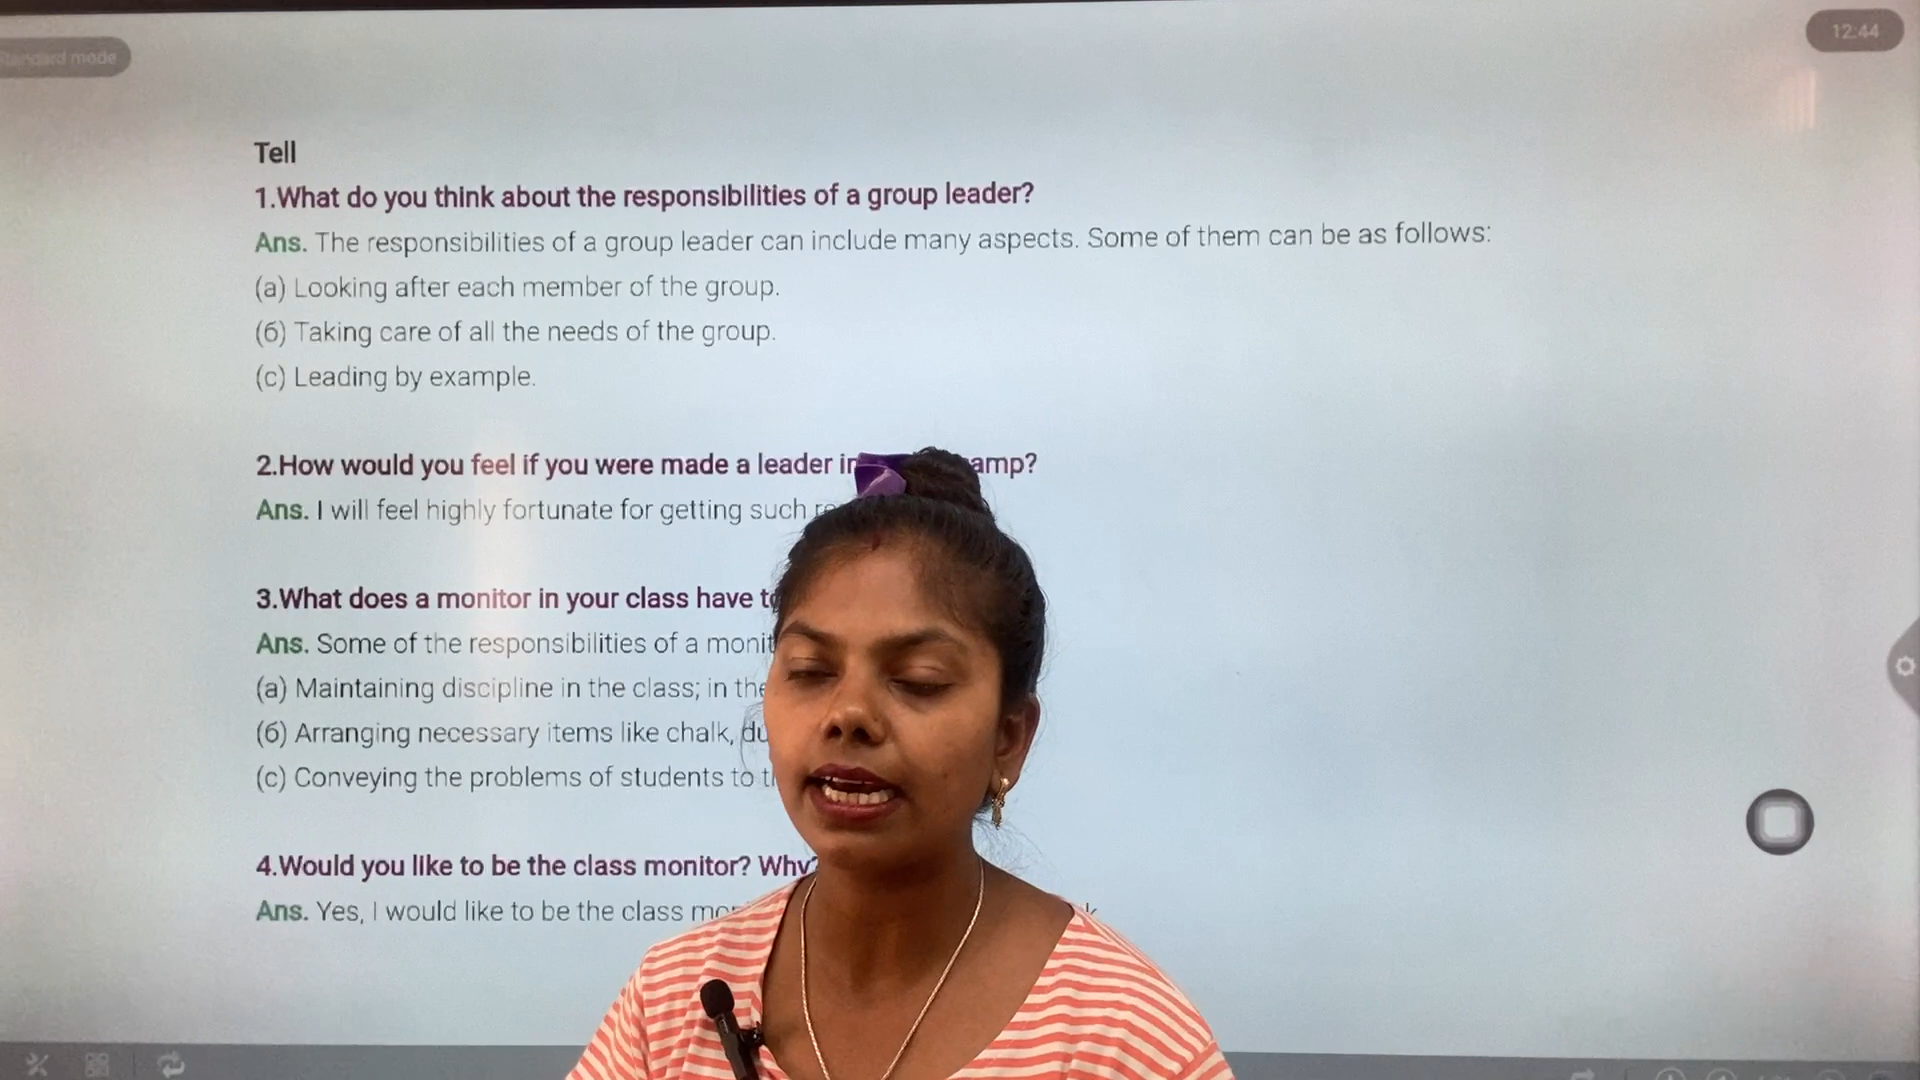 Standard mode
12:44
Tell
1.What do you think about the responsibilities of a group leader?
Ans. The responsibilities of a group leader can include many aspects. Some of them can be as follows:
(a) Looking after each member of the group.
(б) Taking care of all the needs of the group.
(c) Leading by example.
2.How would you feel if you were made a leader in
Ans. I will feel highly fortunate for getting such
3.What does a monitor in your class have
Ans. Some of the responsibilities of a
(a) Maintaining discipline in the class; in
(б) Arranging necessary items like chalk,
(c) Conveying the problems of students to
4.Would you like to be the class monitor? Why?
Ans. Yes, I would like to be the class